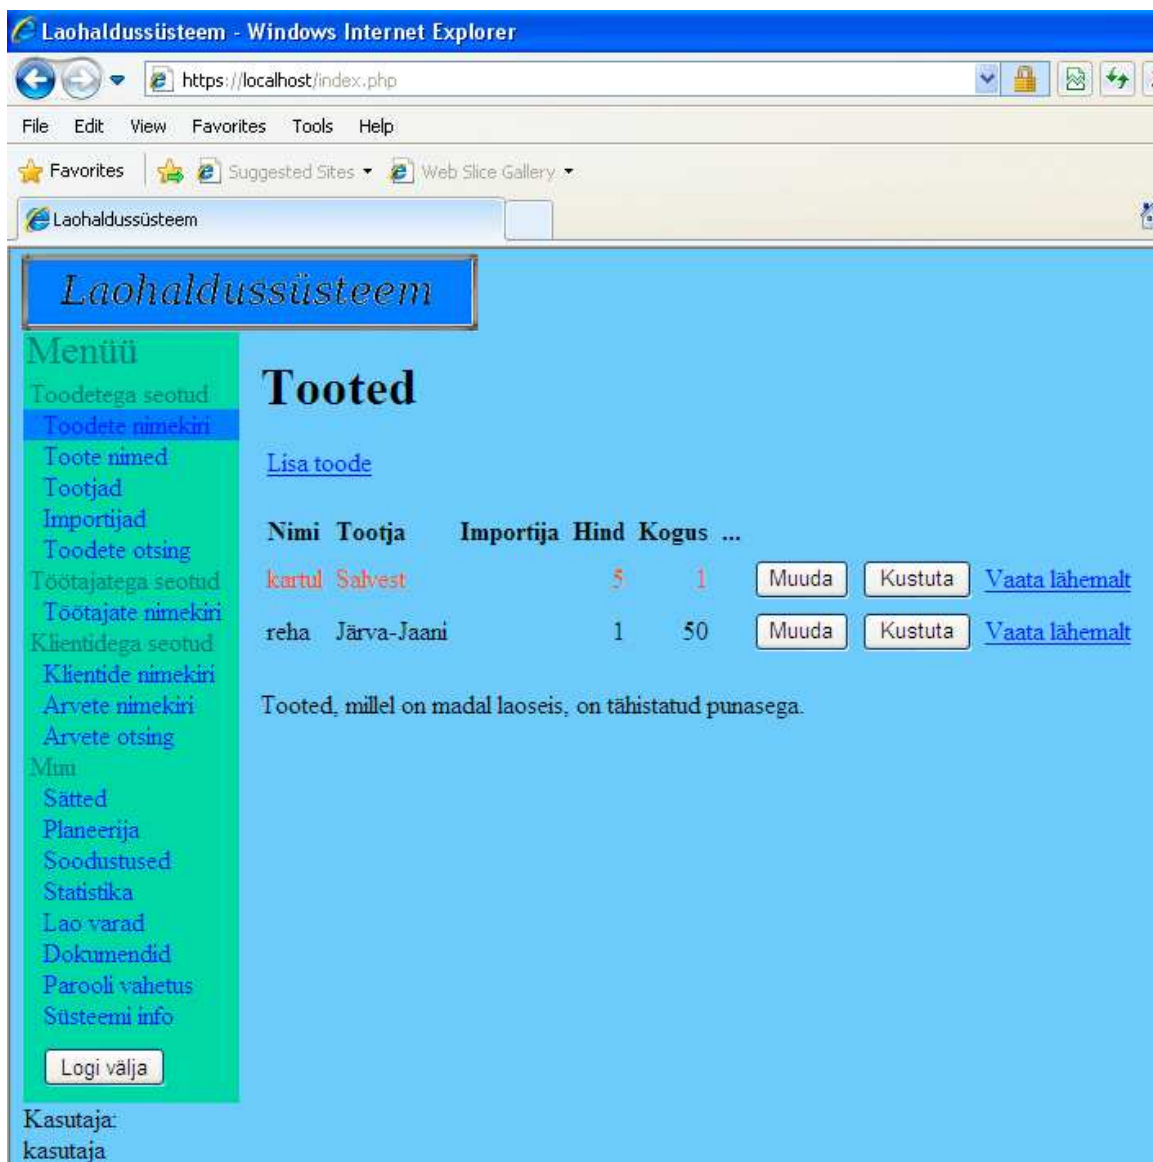 Laohaldussüsteem - Windows Internet Explorer
https://localhost/index.php
File Edit View Favorites Tools Help
Favorites Suggested Sites Web Slice Gallery
Laohaldussüsteem
Laohaldussüsteem
Menüü
Toodetega seotud
Toodete nimekiri
Toote nimed
Tootjad
Importijad
Toodete otsing
Töötajatega seotud
Töötajate nimekiri
Klientidega seotud
Klientide nimekiri
Arvete nimekiri
Arvete otsing
Muu
Sätted
Planeerija
Soodustused
Statistika
Lao varad
Dokumendid
Parooli vahetus
Süsteemi info
Logi välja
Kasutaja:
kasutaja
Tooted
Lisa toode
Nimi Tootja Importija Hind Kogus ...
kartul Salvest 5 1 Muuda Kustuta Vaata lähemalt
reha Järva-Jaani 1 50 Muuda Kustuta Vaata lähemalt
Tooted, millel on madal laoseis, on tähistatud punasega.